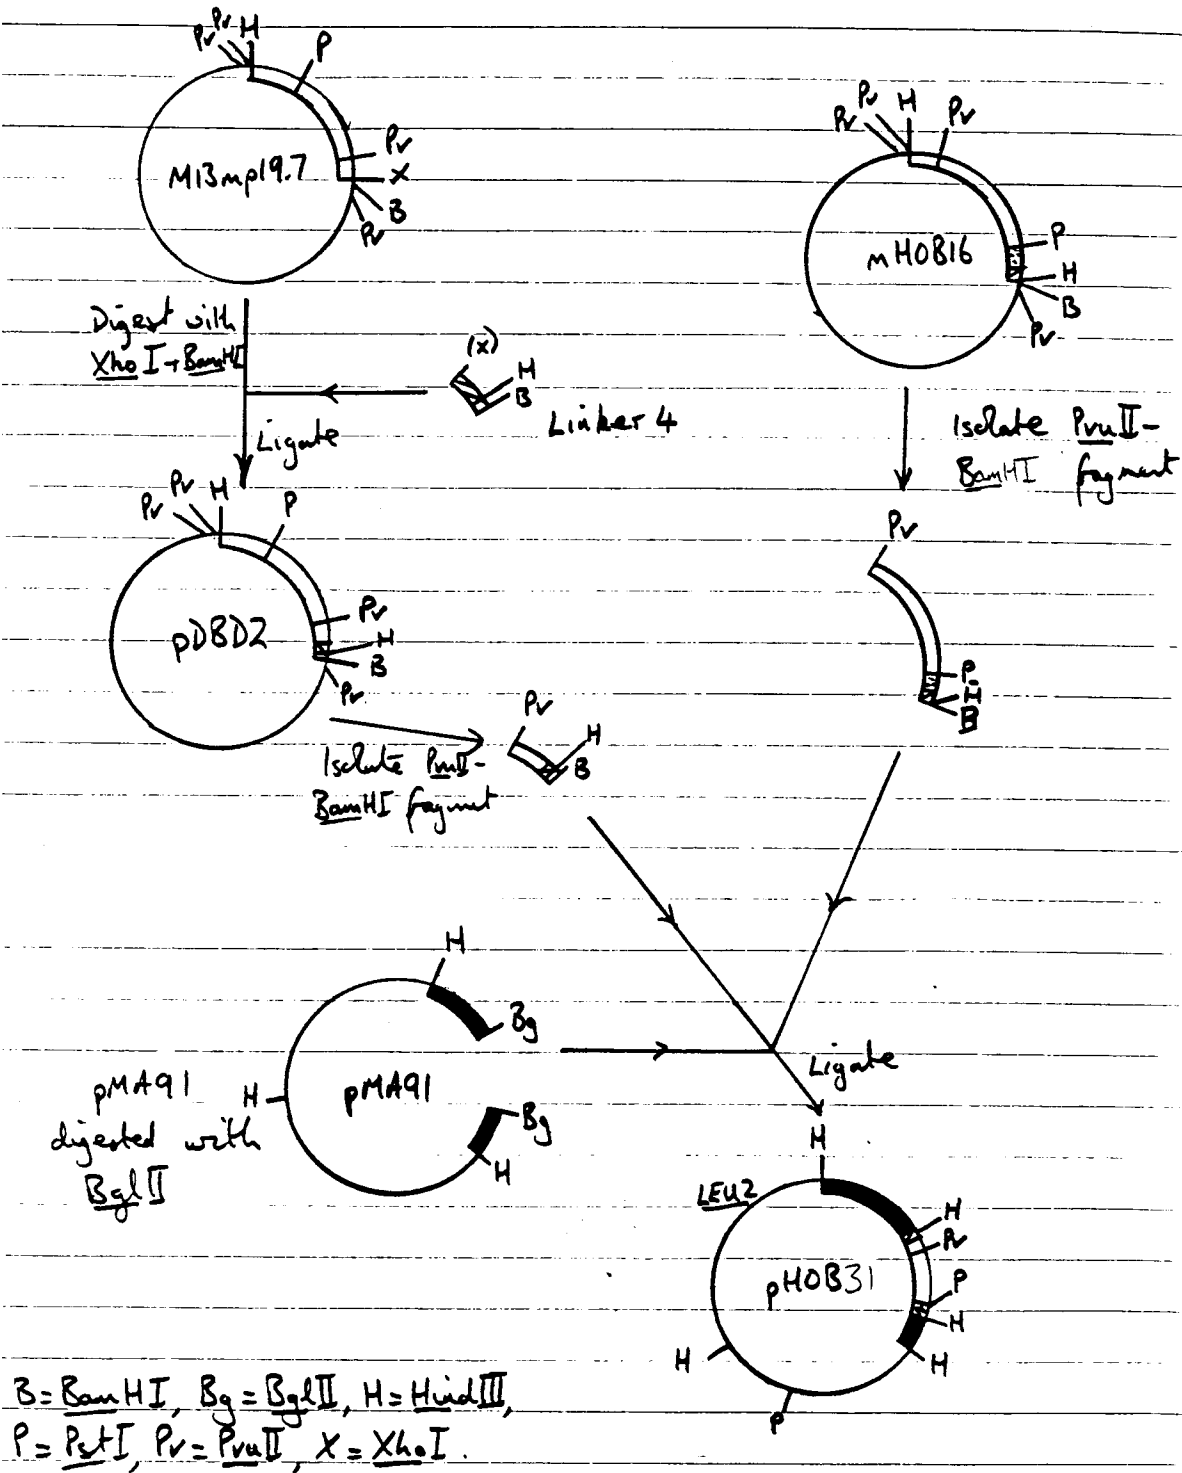 Pv Pv H
P
Pv
X
B
Pv
M13mp19.7
Pv
Pv
H
Pv
P
H
B
Pv
mHOB16
Digest with
XhoI + BamHI
(X)
H
B
Linker 4
Ligate
Isolate PvuII-
BamHI fragment
Pv
Pv
H
P
Pv
H
B
Pv
pDBD2
Pv
P
H
B
Isolate PvuII-
BamHI fragment
Pv
H
B
H
Bg
Bg
H
H
pMA91
pMA91
digested with
BglII
Ligate
H
LEU2
H
Pv
P
H
H
P
H
pHOB31
B = BamHI, Bg = BglII, H = HindIII,
P = PstI, Pv = PvuII, X = XhoI.